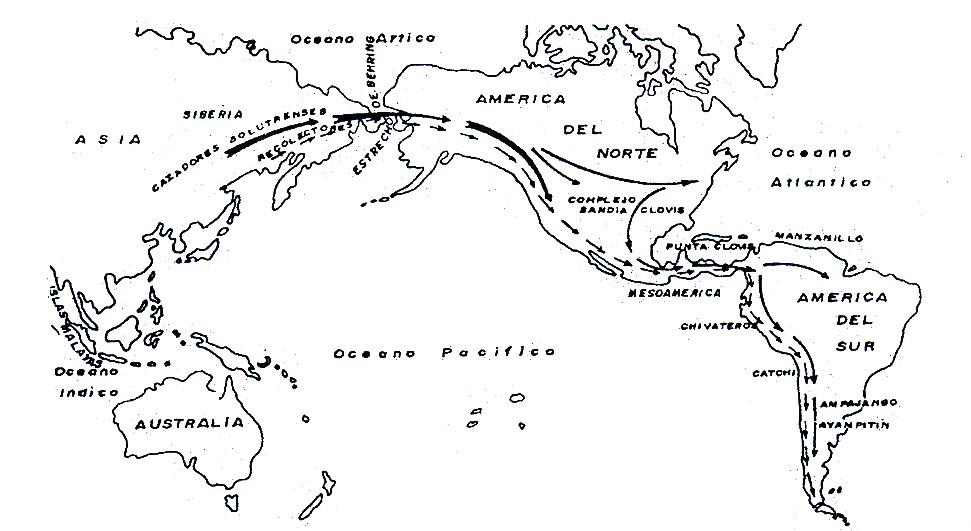 Oceano Artico
DE BEHRING
ESTRECHO
SIBERIA
ASIA
CAZADORES SOLUTRENSES
RECOLECTORES
AMERICA
DEL
NORTE
Oceano
Atlantico
COMPLEJO
SANDIA
CLOVIS
PUNTA CLOVIS
MANZANILLO
MESOAMERICA
AMERICA
DEL
SUR
CHIVATEROS
ISLAS MALAYAS
Oceano
Indico
Oceano Pacifico
CATCHI
AMPAJANGO
AYANPITIN
AUSTRALIA